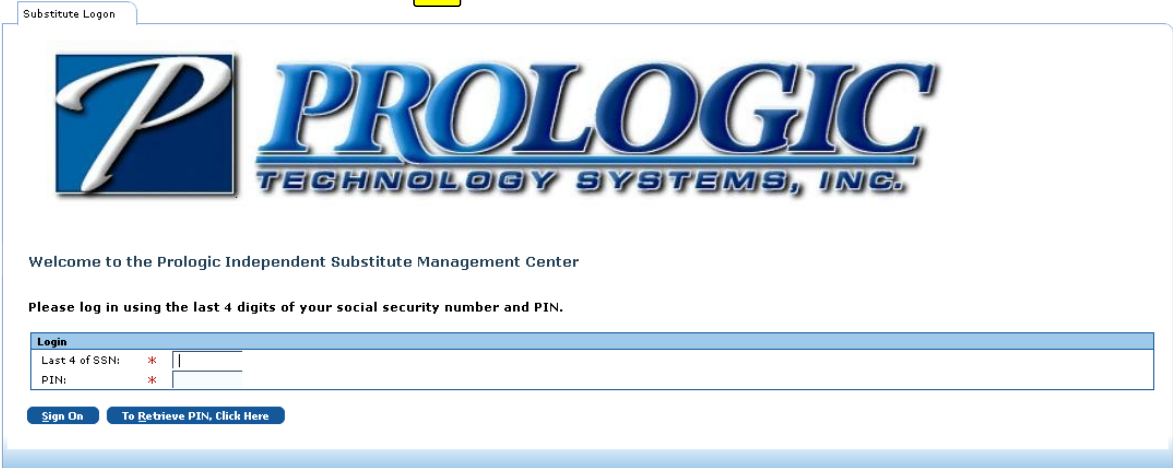 Substitute Logon
P PROLOGIC
TECHNOLOGY SYSTEMS, INC.
Welcome to the Prologic Independent Substitute Management Center
Please log in using the last 4 digits of your social security number and PIN.
Login
Last 4 of SSN: *
PIN: *
Sign On To Retrieve PIN, Click Here